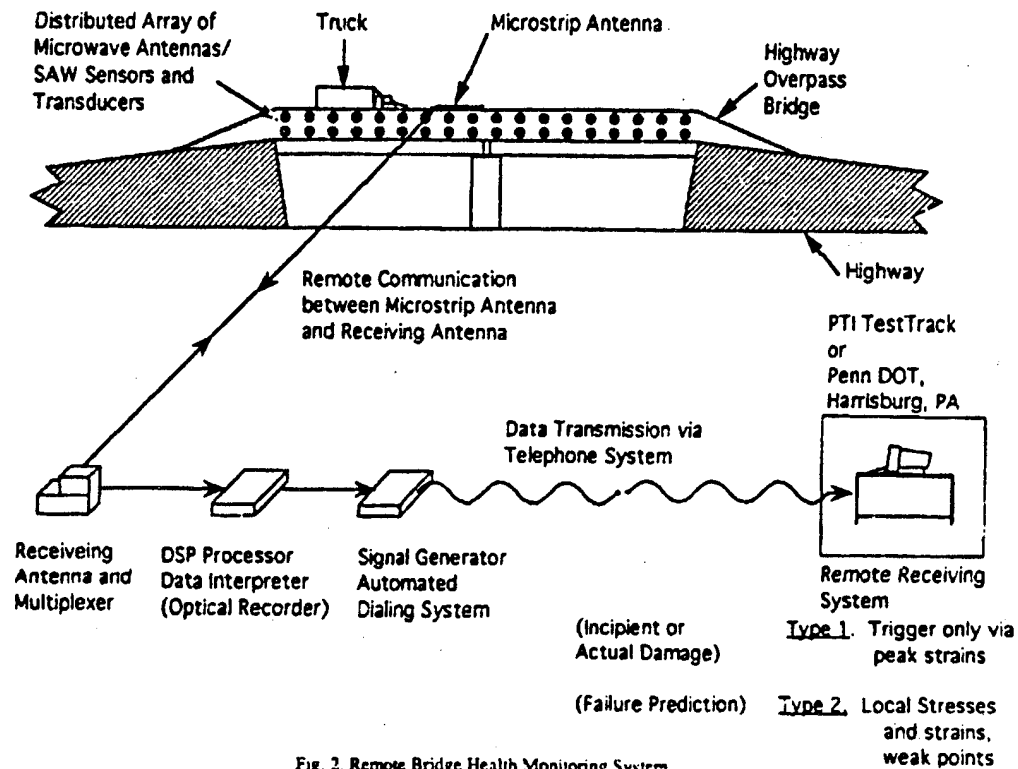 Distributed Array of
Microwave Antennas/
SAW Sensors and
Transducers
Truck
Microstrip Antenna
Highway
Overpass
Bridge
Highway
Remote Communication
between Microstrip Antenna
and Receiving Antenna
PTI TestTrack
or
Penn DOT,
Harrisburg, PA
Data Transmission via
Telephone System
Receiveing
Antenna and
Multiplexer
DSP Processor
Data Interpreter
(Optical Recorder)
Signal Generator
Automated
Dialing System
Remote Receiving
System
(Incipient or
Actual Damage)
Type 1. Trigger only via
peak strains
(Failure Prediction)
Type 2. Local Stresses
and strains,
weak points
Fig. 2. Remote Bridge Health Monitoring System